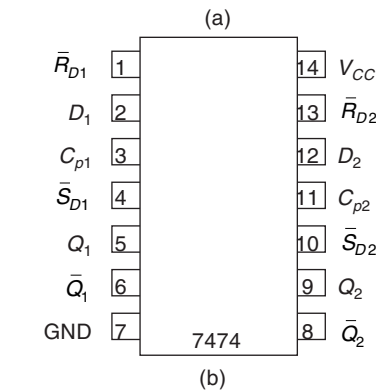 (a)
R̄D1 1 14 VCC
D1 2 13 R̄D2
Cp1 3 12 D2
S̄D1 4 11 Cp2
Q1 5 10 S̄D2
Q̄1 6 9 Q2
GND 7 7474 8 Q̄2
(b)